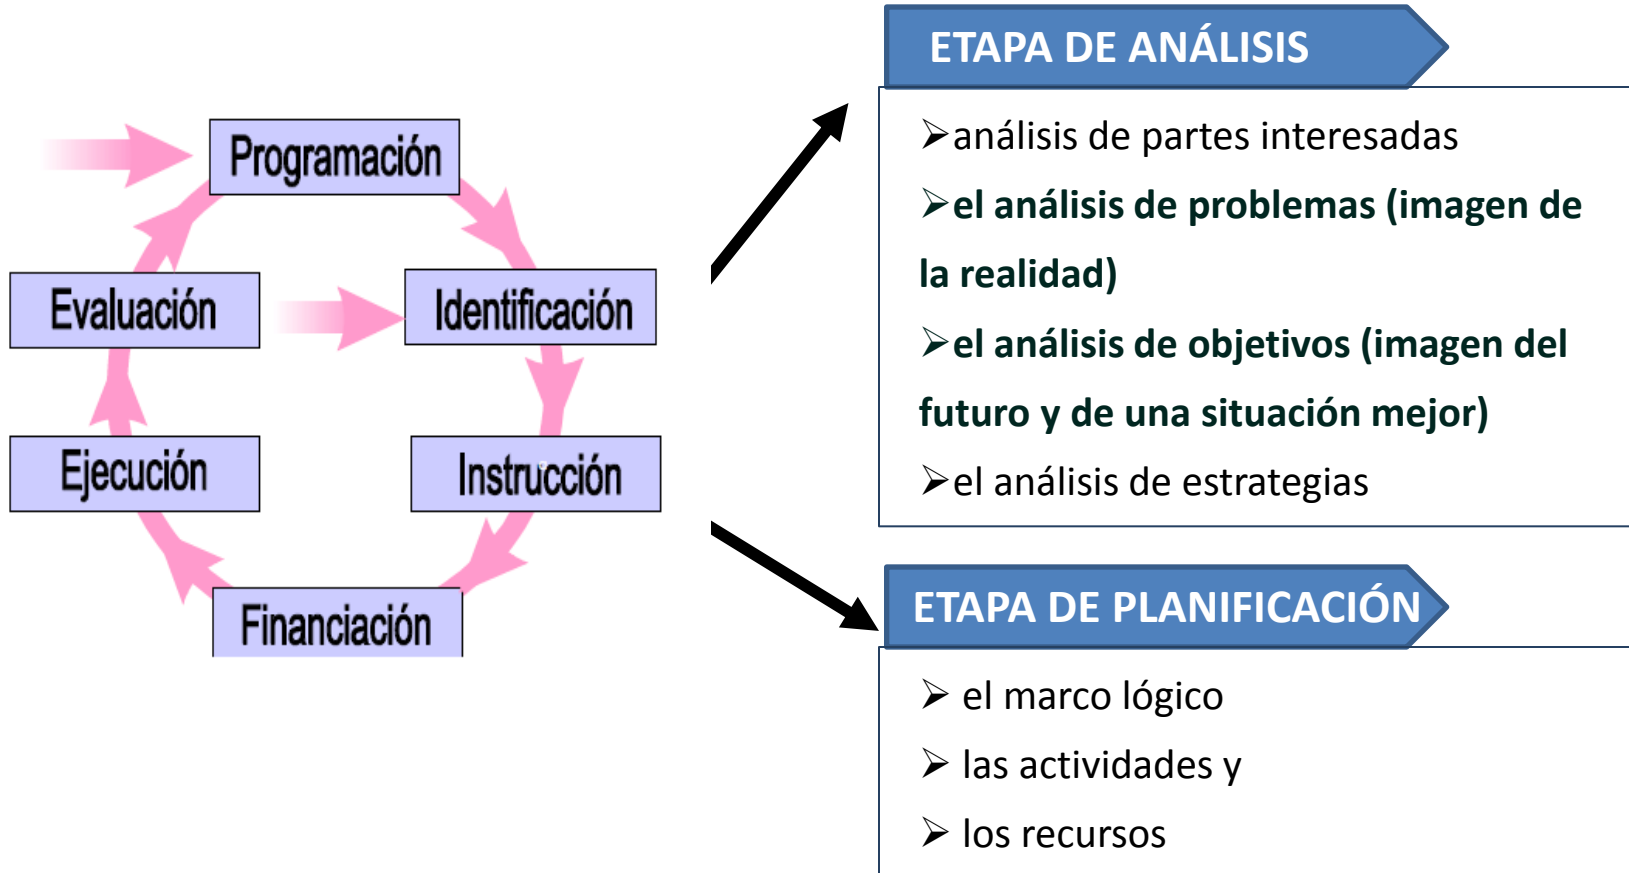 Programación
Evaluación
Identificación
Ejecución
Instrucción
Financiación
ETAPA DE ANÁLISIS
➢análisis de partes interesadas
➢el análisis de problemas (imagen de
la realidad)
➢el análisis de objetivos (imagen del
futuro y de una situación mejor)
➢el análisis de estrategias
ETAPA DE PLANIFICACIÓN
➢ el marco lógico
➢ las actividades y
➢ los recursos